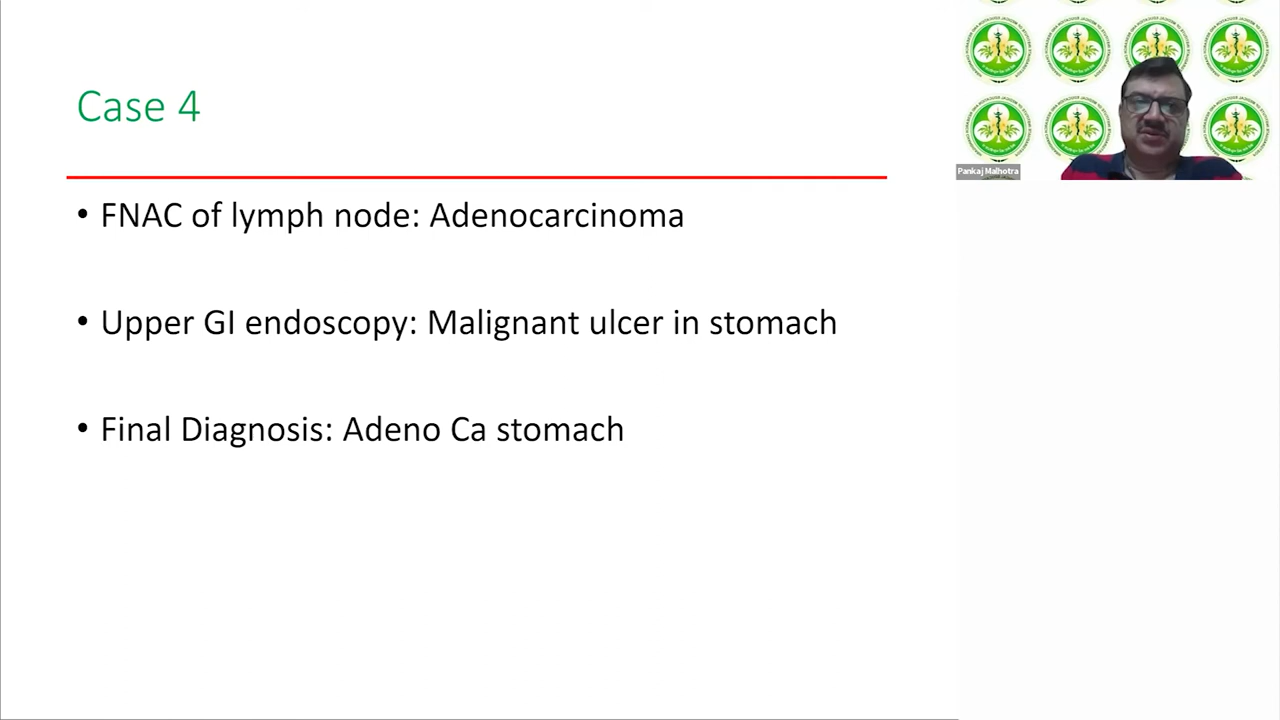 Case 4
• FNAC of lymph node: Adenocarcinoma
• Upper GI endoscopy: Malignant ulcer in stomach
• Final Diagnosis: Adeno Ca stomach
Pankaj Malhotra